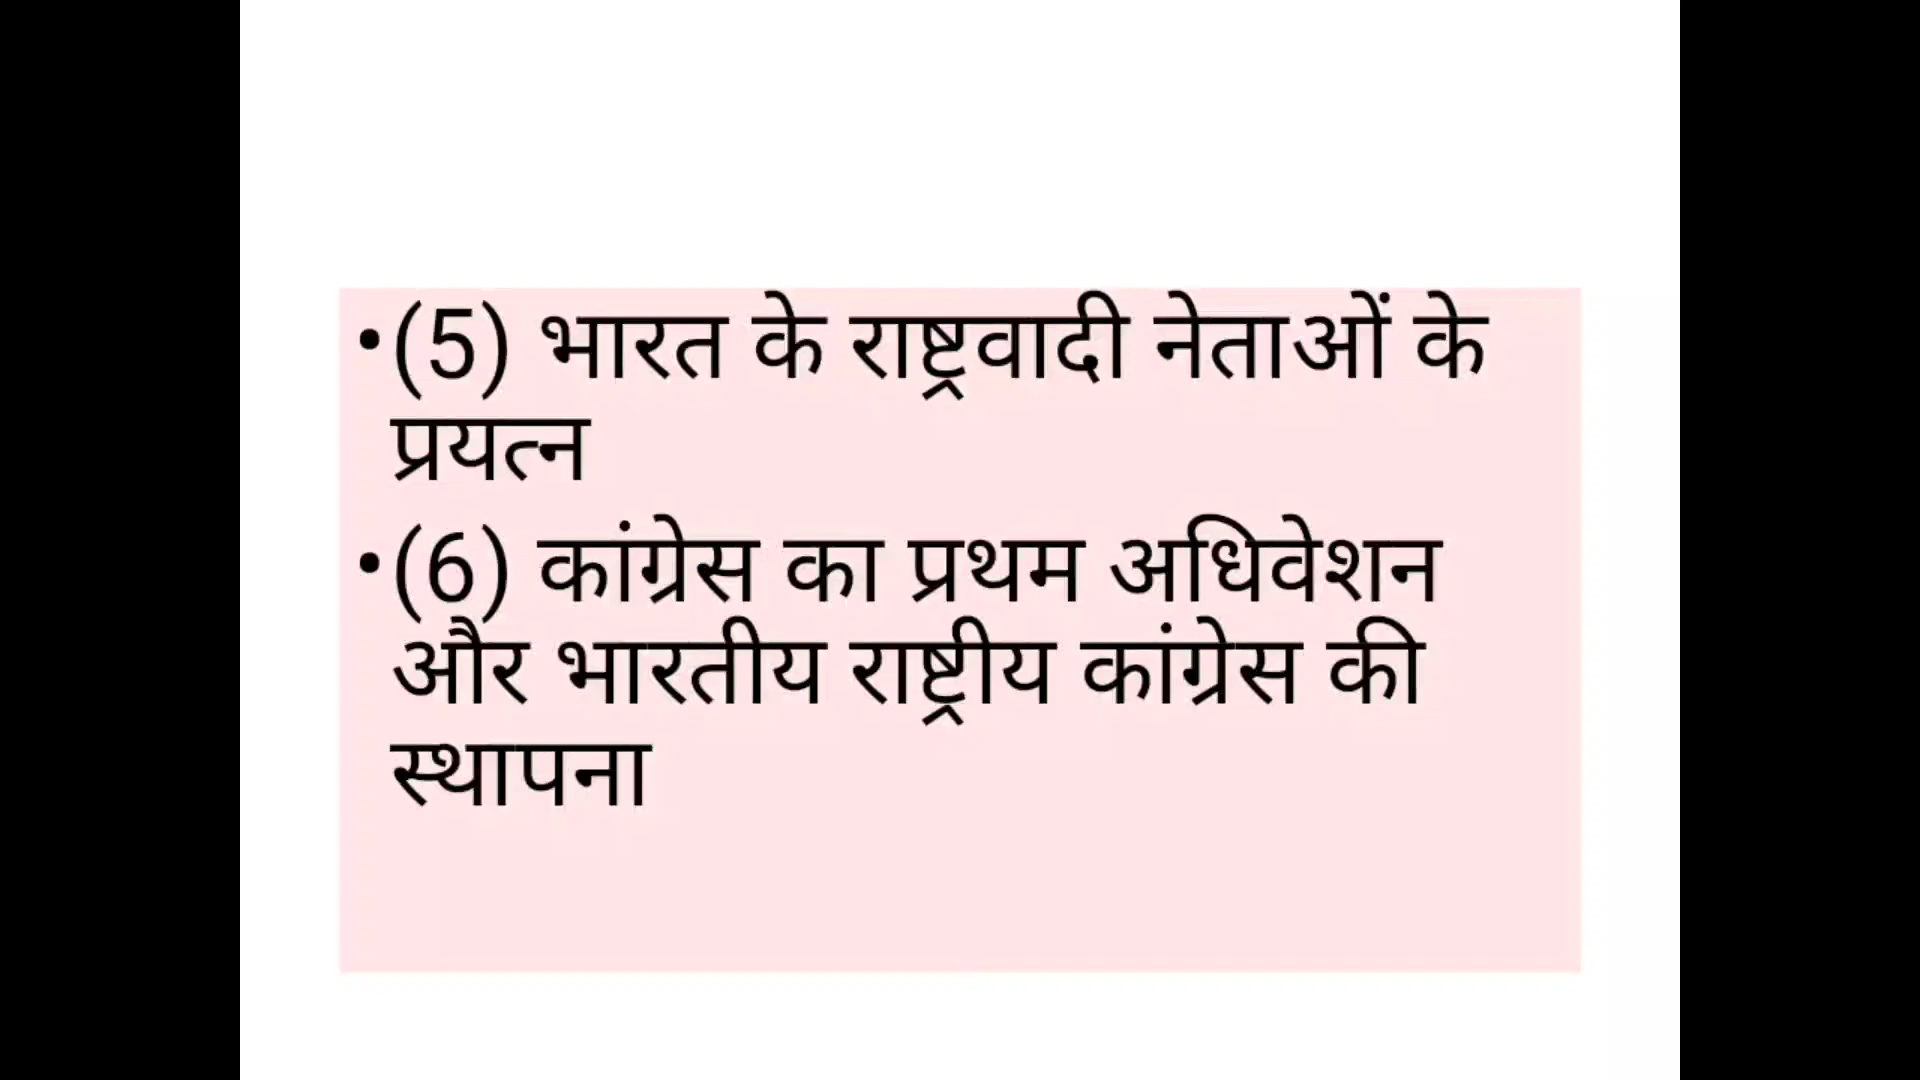 •(5) भारत के राष्ट्रवादी नेताओं के
प्रयत्न
•(6) कांग्रेस का प्रथम अधिवेशन
और भारतीय राष्ट्रीय कांग्रेस की
स्थापना